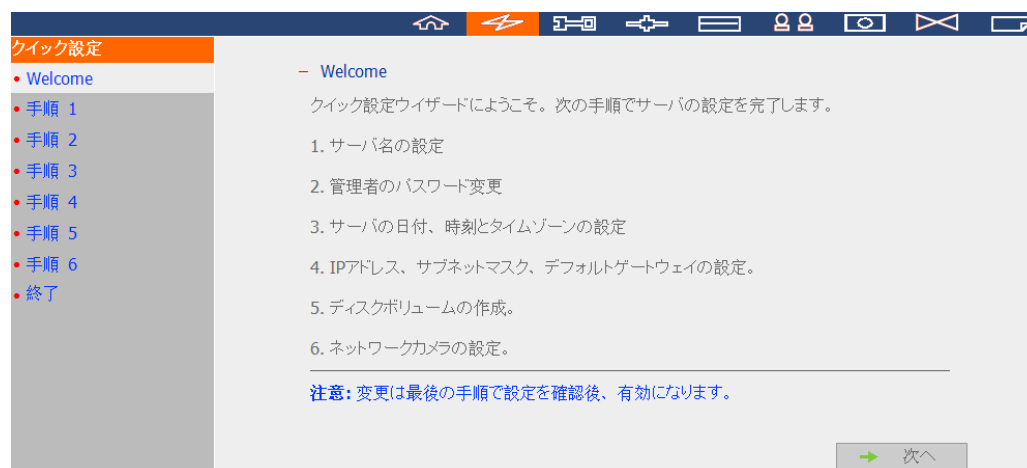 クイック設定
• Welcome
• 手順 1
• 手順 2
• 手順 3
• 手順 4
• 手順 5
• 手順 6
• 終了
– Welcome
クイック設定ウィザードにようこそ。次の手順でサーバの設定を完了します。
1. サーバ名の設定
2. 管理者のパスワード変更
3. サーバの日付、時刻とタイムゾーンの設定
4. IPアドレス、サブネットマスク、デフォルトゲートウェイの設定。
5. ディスクボリュームの作成。
6. ネットワークカメラの設定。
注意: 変更は最後の手順で設定を確認後、有効になります。
次へ